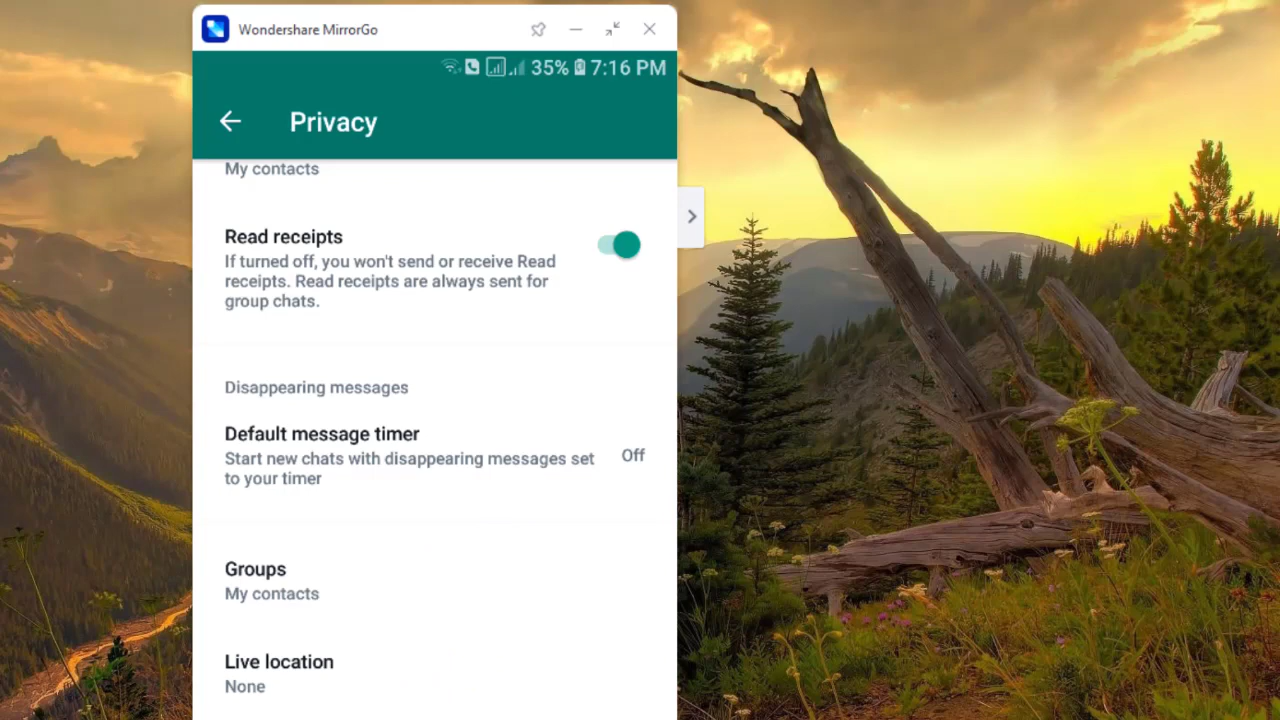 Wondershare MirrorGo
35% 7:16 PM
Privacy
My contacts
Read receipts
If turned off, you won't send or receive Read
receipts. Read receipts are always sent for
group chats.
Disappearing messages
Default message timer
Start new chats with disappearing messages set
to your timer
Off
Groups
My contacts
Live location
None